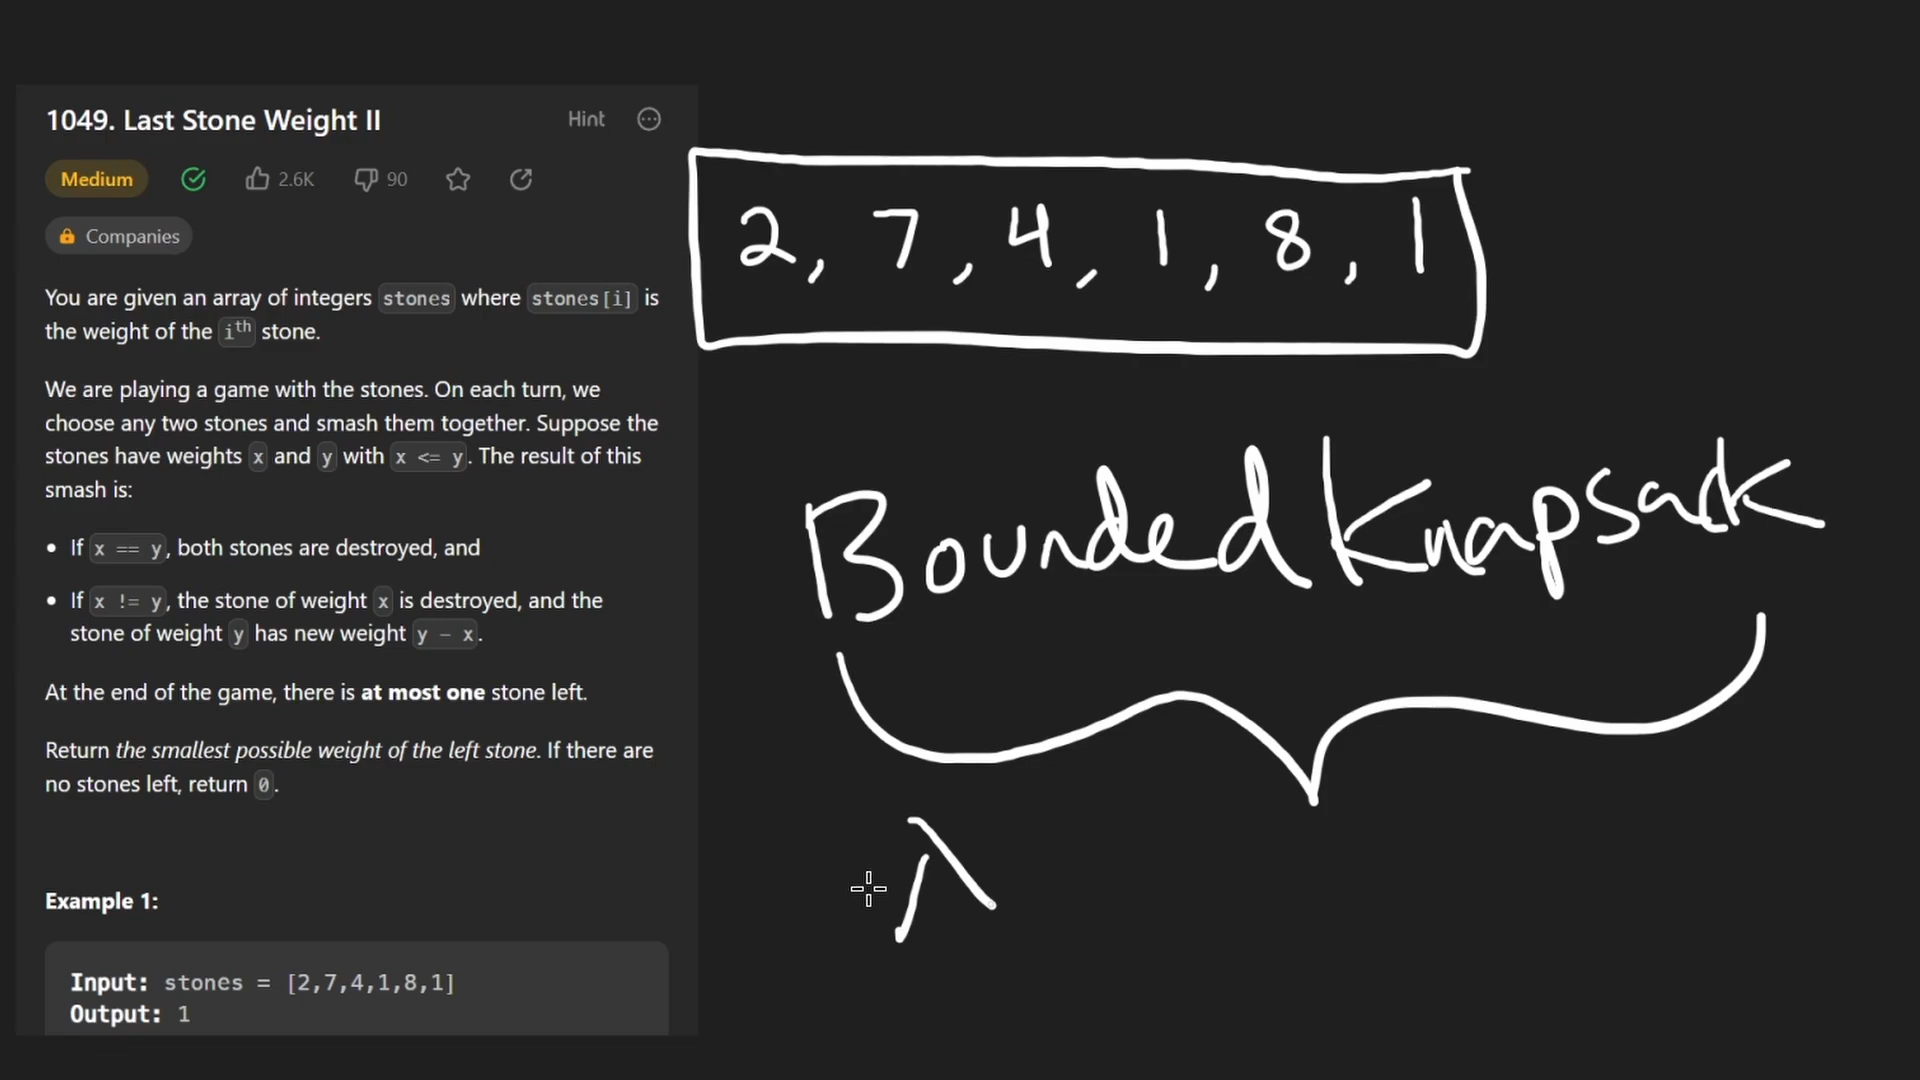 1049. Last Stone Weight II
Hint
Medium
2.6K
90
Companies
You are given an array of integers stones where stones[i] is
the weight of the ith stone.
We are playing a game with the stones. On each turn, we
choose any two stones and smash them together. Suppose the
stones have weights x and y with x <= y. The result of this
smash is:
• If x == y, both stones are destroyed, and
• If x != y, the stone of weight x is destroyed, and the
stone of weight y has new weight y - x.
At the end of the game, there is at most one stone left.
Return the smallest possible weight of the left stone. If there are
no stones left, return 0.
Example 1:
Input: stones = [2,7,4,1,8,1]
Output: 1
2, 7, 4, 1, 8, 1
Bounded Knapsack
λ